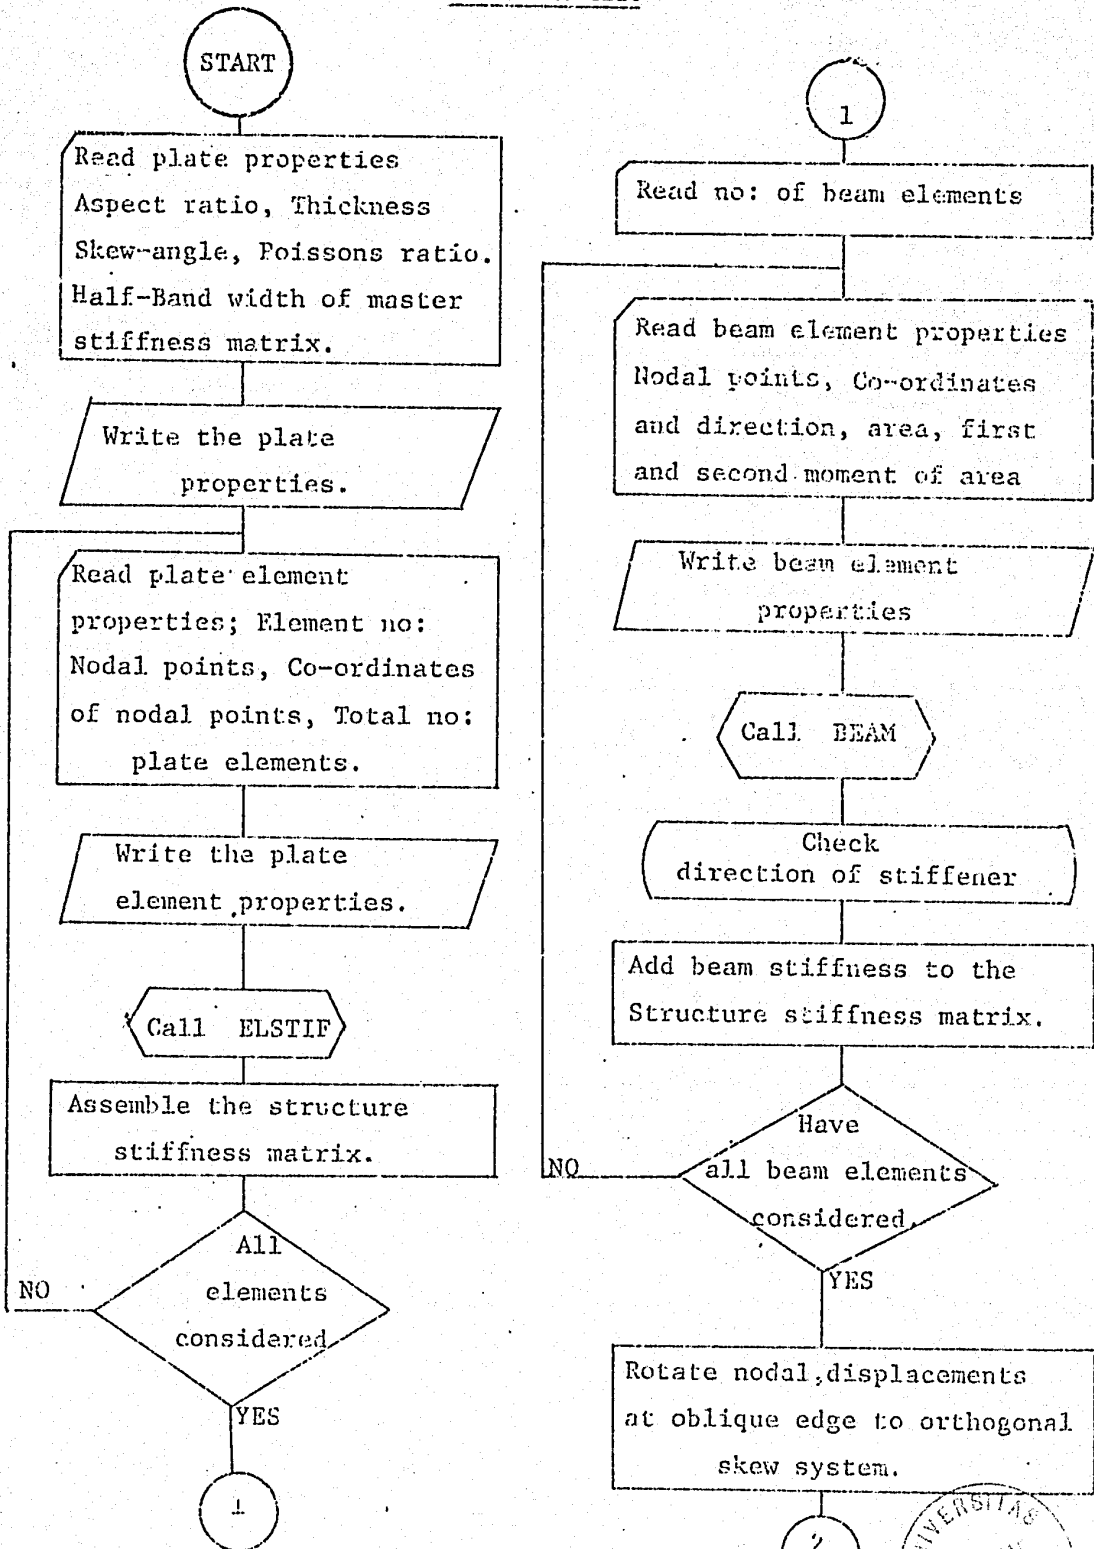 START
Read plate properties
Aspect ratio, Thickness
Skew-angle, Poissons ratio.
Half-Band width of master
stiffness matrix.
Write the plate
properties.
Read plate element
properties; Element no:
Nodal points, Co-ordinates
of nodal points, Total no:
plate elements.
Write the plate
element properties.
Call ELSTIF
Assemble the structure
stiffness matrix.
All
elements
considered
NO
YES
1
1
Read no: of beam elements
Read beam element properties
Nodal points, Co-ordinates
and direction, area, first
and second moment of area
Write beam element
properties
Call BEAM
Check
direction of stiffener
Add beam stiffness to the
Structure stiffness matrix.
Have
all beam elements
considered.
NO
YES
Rotate nodal displacements
at oblique edge to orthogonal
skew system.
2